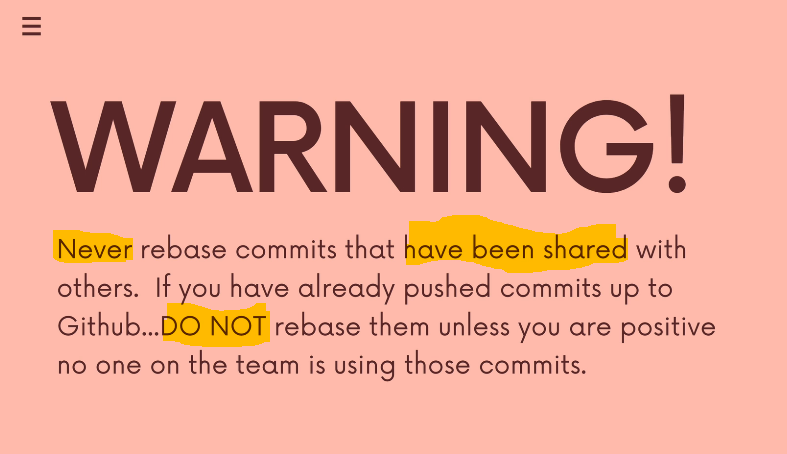 WARNING!
Never rebase commits that have been shared with
others.  If you have already pushed commits up to
Github...DO NOT rebase them unless you are positive
no one on the team is using those commits.